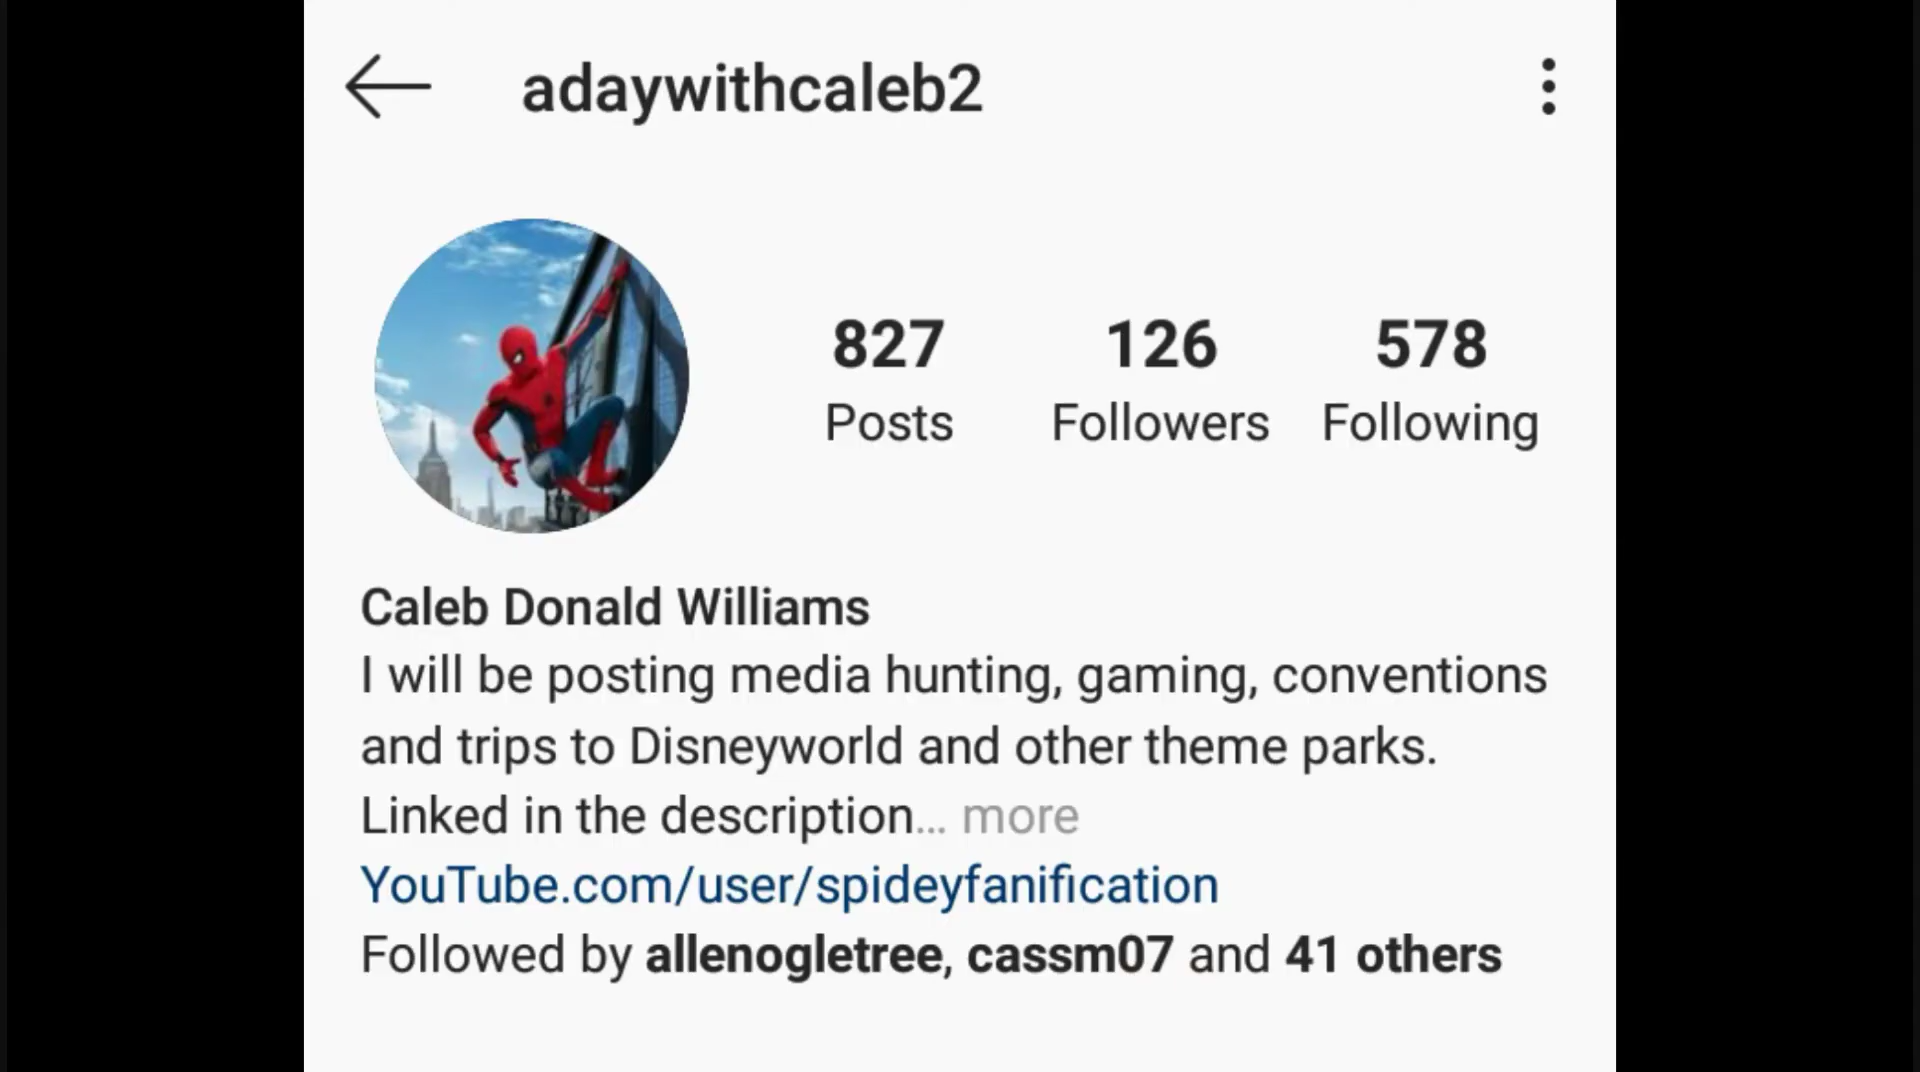 adaywithcaleb2
827 126 578
Posts Followers Following
Caleb Donald Williams
I will be posting media hunting, gaming, conventions
and trips to Disneyworld and other theme parks.
Linked in the description... more
YouTube.com/user/spideyfanification
Followed by allenogletree, cassm07 and 41 others